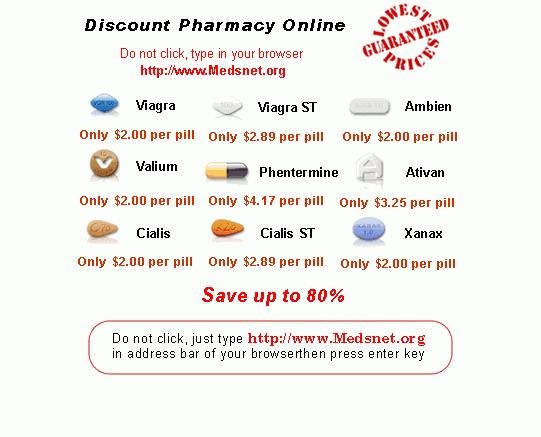 Discount Pharmacy Online
LOWEST
GUARANTEED
PRICES
Do not click, type in your browser
http://www.Medsnet.org
Viagra
Viagra ST
Ambien
Only $2.00 per pill
Only $2.89 per pill
Only $2.00 per pill
Valium
Phentermine
Ativan
Only $2.00 per pill
Only $4.17 per pill
Only $3.25 per pill
Cialis
Cialis ST
Xanax
Only $2.00 per pill
Only $2.89 per pill
Only $2.00 per pill
Save up to 80%
Do not click, just type http://www.Medsnet.org
in address bar of your browserthen press enter key